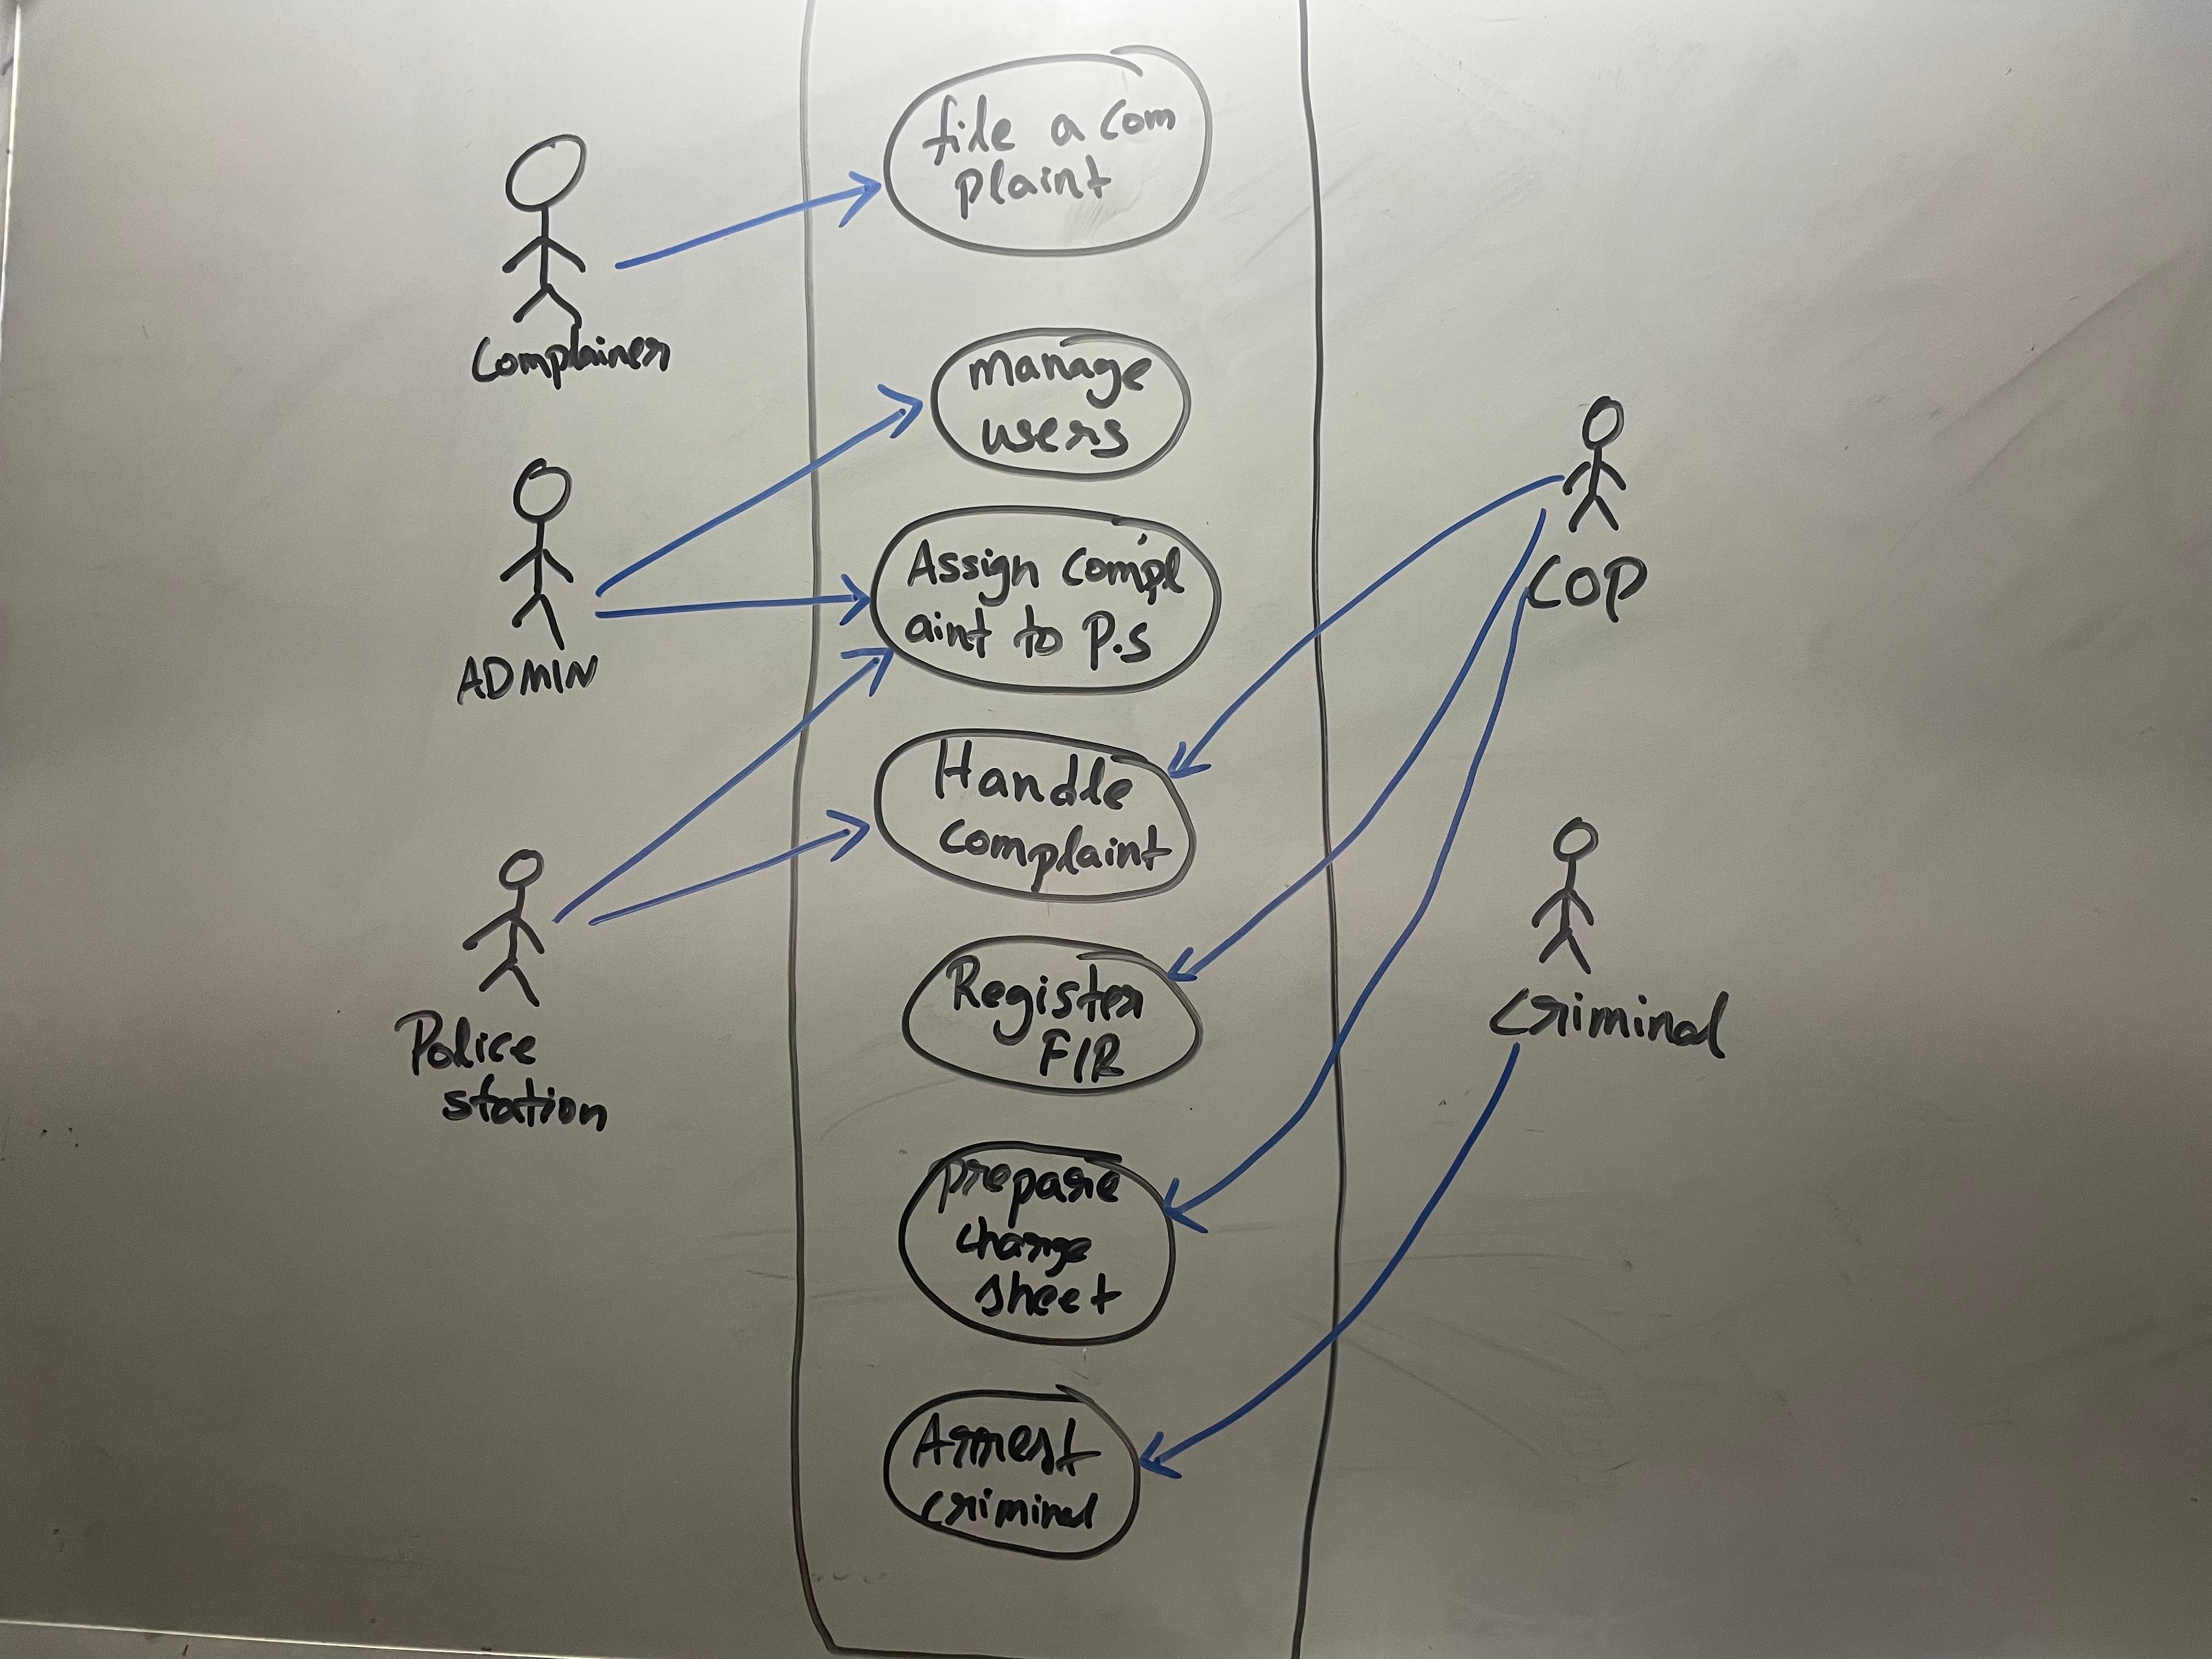 file a com
plaint
Complainer
manage
users
ADMIN
Assign compl
aint to P.S
COP
Handle
complaint
Police
station
Register
FIR
Criminal
prepare
charge
sheet
Arrest
criminal